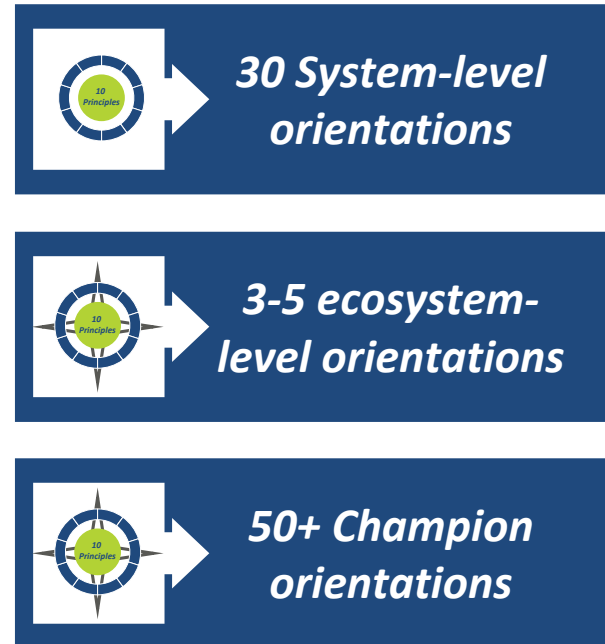 10
Principles
30 System-level
orientations
10
Principles
3-5 ecosystem-
level orientations
10
Principles
50+ Champion
orientations